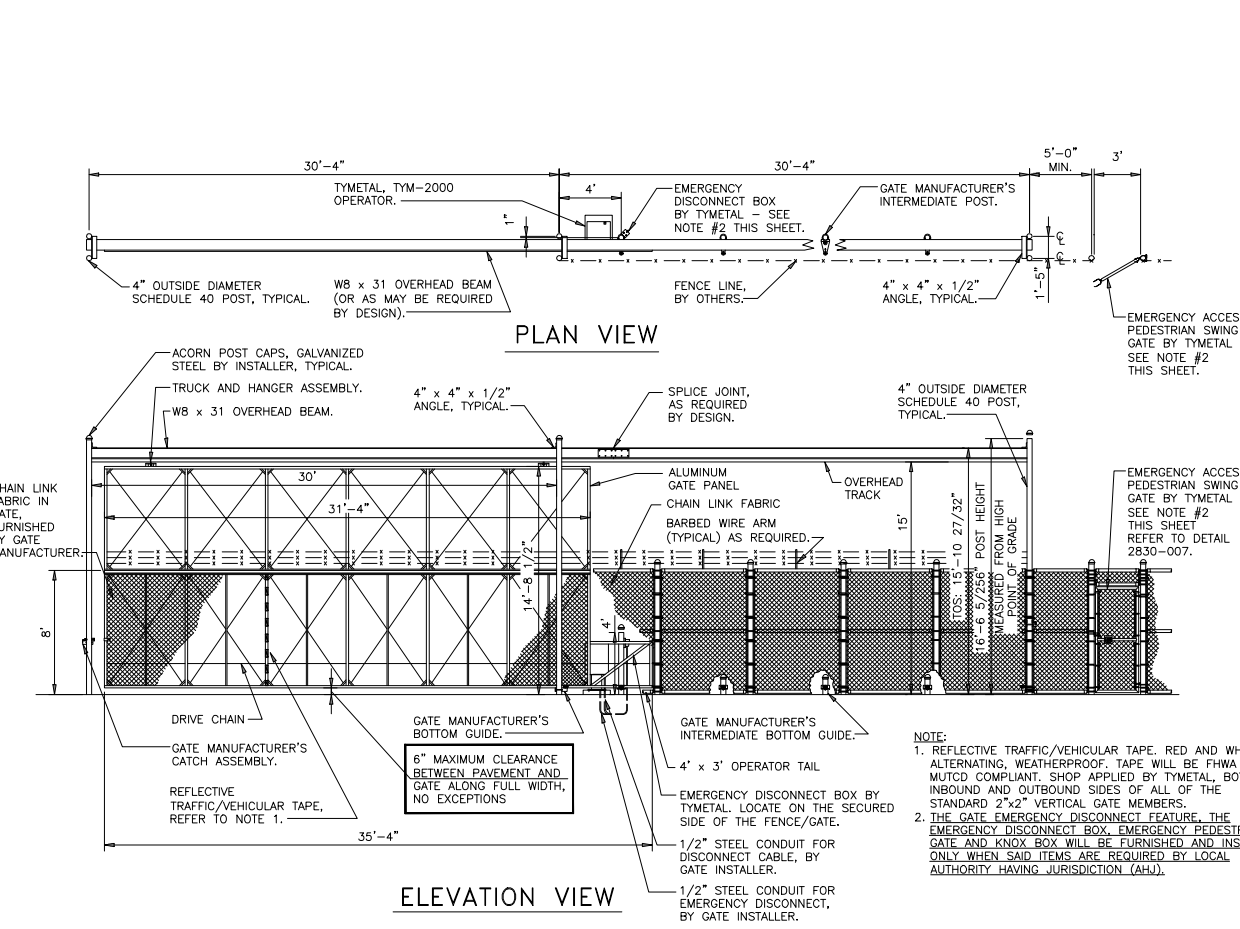 30'-4"
30'-4"
5'-0"
MIN.
3'
TYMETAL, TYM-2000
OPERATOR.
4'
1"
EMERGENCY
DISCONNECT BOX
BY TYMETAL - SEE
NOTE #2 THIS SHEET.
GATE MANUFACTURER'S
INTERMEDIATE POST.
4" OUTSIDE DIAMETER
SCHEDULE 40 POST, TYPICAL.
W8 x 31 OVERHEAD BEAM
(OR AS MAY BE REQUIRED
BY DESIGN).
FENCE LINE,
BY OTHERS.
4" x 4" x 1/2"
ANGLE, TYPICAL.
1'-5"
EMERGENCY ACCES
PEDESTRIAN SWING
GATE BY TYMETAL
SEE NOTE #2
THIS SHEET.
PLAN VIEW
ACORN POST CAPS, GALVANIZED
STEEL BY INSTALLER, TYPICAL.
TRUCK AND HANGER ASSEMBLY.
W8 x 31 OVERHEAD BEAM.
4" x 4" x 1/2"
ANGLE, TYPICAL.
SPLICE JOINT,
AS REQUIRED
BY DESIGN.
4" OUTSIDE DIAMETER
SCHEDULE 40 POST,
TYPICAL.
HAIN LINK
ABRIC IN
ATE,
URNISHED
Y GATE
ANUFACTURER.
30'
31'-4"
14'-8 1/2"
ALUMINUM
GATE PANEL
CHAIN LINK FABRIC
BARBED WIRE ARM
(TYPICAL) AS REQUIRED.
OVERHEAD
TRACK
15'
TOS: 15'-10 27/32"
16'-6 5/256" POST HEIGHT
MEASURED FROM HIGH
POINT OF GRADE
EMERGENCY ACCES
PEDESTRIAN SWING
GATE BY TYMETAL
SEE NOTE #2
THIS SHEET
REFER TO DETAIL
2830-007.
8'
4'
DRIVE CHAIN
GATE MANUFACTURER'S
CATCH ASSEMBLY.
REFLECTIVE
TRAFFIC/VEHICULAR TAPE,
REFER TO NOTE 1.
GATE MANUFACTURER'S
BOTTOM GUIDE.
6" MAXIMUM CLEARANCE
BETWEEN PAVEMENT AND
GATE ALONG FULL WIDTH,
NO EXCEPTIONS
35'-4"
GATE MANUFACTURER'S
INTERMEDIATE BOTTOM GUIDE.
4' x 3' OPERATOR TAIL
EMERGENCY DISCONNECT BOX BY
TYMETAL. LOCATE ON THE SECURED
SIDE OF THE FENCE/GATE.
1/2" STEEL CONDUIT FOR
DISCONNECT CABLE, BY
GATE INSTALLER.
1/2" STEEL CONDUIT FOR
EMERGENCY DISCONNECT,
BY GATE INSTALLER.
ELEVATION VIEW
NOTE:
1. REFLECTIVE TRAFFIC/VEHICULAR TAPE. RED AND WH
ALTERNATING, WEATHERPROOF. TAPE WILL BE FHWA
MUTCD COMPLIANT. SHOP APPLIED BY TYMETAL, BO
INBOUND AND OUTBOUND SIDES OF ALL OF THE
STANDARD 2"x2" VERTICAL GATE MEMBERS.
2. THE GATE EMERGENCY DISCONNECT FEATURE, THE
EMERGENCY DISCONNECT BOX, EMERGENCY PEDEST
GATE AND KNOX BOX WILL BE FURNISHED AND INS
ONLY WHEN SAID ITEMS ARE REQUIRED BY LOCAL
AUTHORITY HAVING JURISDICTION (AHJ).